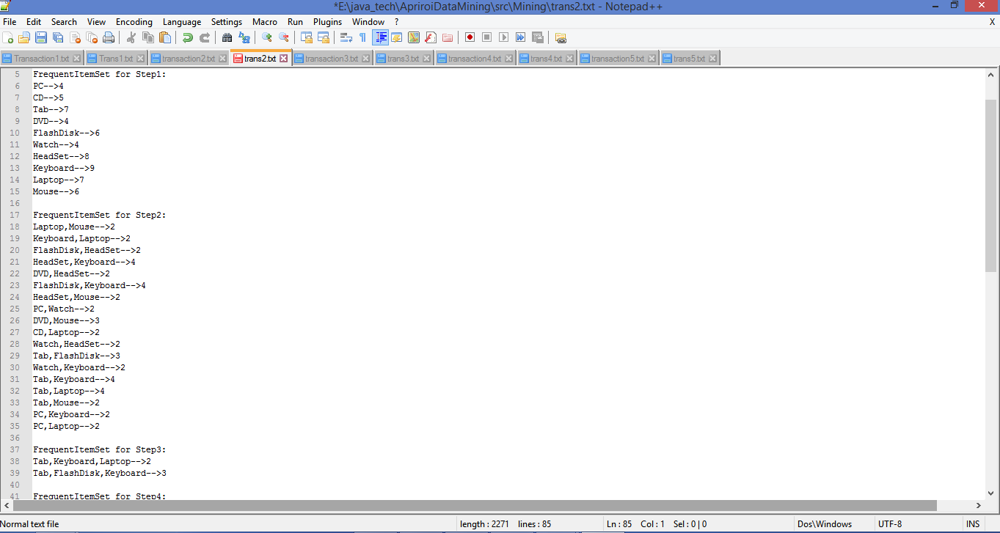 *E:\java_tech\ApriroiDataMining\src\Mining\trans2.txt - Notepad++
File Edit Search View Encoding Language Settings Macro Run Plugins Window ? X
Transaction1.txt Trans1.txt transaction2.txt trans2.txt transaction3.txt trans3.txt transaction4.txt trans4.txt transaction5.txt trans5.txt
5 FrequentItemSet for Step1:
6 PC-->4
7 CD-->5
8 Tab-->7
9 DVD-->4
10 FlashDisk-->6
11 Watch-->4
12 HeadSet-->8
13 Keyboard-->9
14 Laptop-->7
15 Mouse-->6
16
17 FrequentItemSet for Step2:
18 Laptop,Mouse-->2
19 Keyboard,Laptop-->2
20 FlashDisk,HeadSet-->2
21 HeadSet,Keyboard-->4
22 DVD,HeadSet-->2
23 FlashDisk,Keyboard-->4
24 HeadSet,Mouse-->2
25 PC,Watch-->2
26 DVD,Mouse-->3
27 CD,Laptop-->2
28 Watch,HeadSet-->2
29 Tab,FlashDisk-->3
30 Watch,Keyboard-->2
31 Tab,Keyboard-->4
32 Tab,Laptop-->4
33 Tab,Mouse-->2
34 PC,Keyboard-->2
35 PC,Laptop-->2
36
37 FrequentItemSet for Step3:
38 Tab,Keyboard,Laptop-->2
39 Tab,FlashDisk,Keyboard-->3
40
41 FrequentItemSet for Step4:
Normal text file length : 2271 lines : 85 Ln : 85 Col : 1 Sel : 0 | 0 Dos\Windows UTF-8 INS